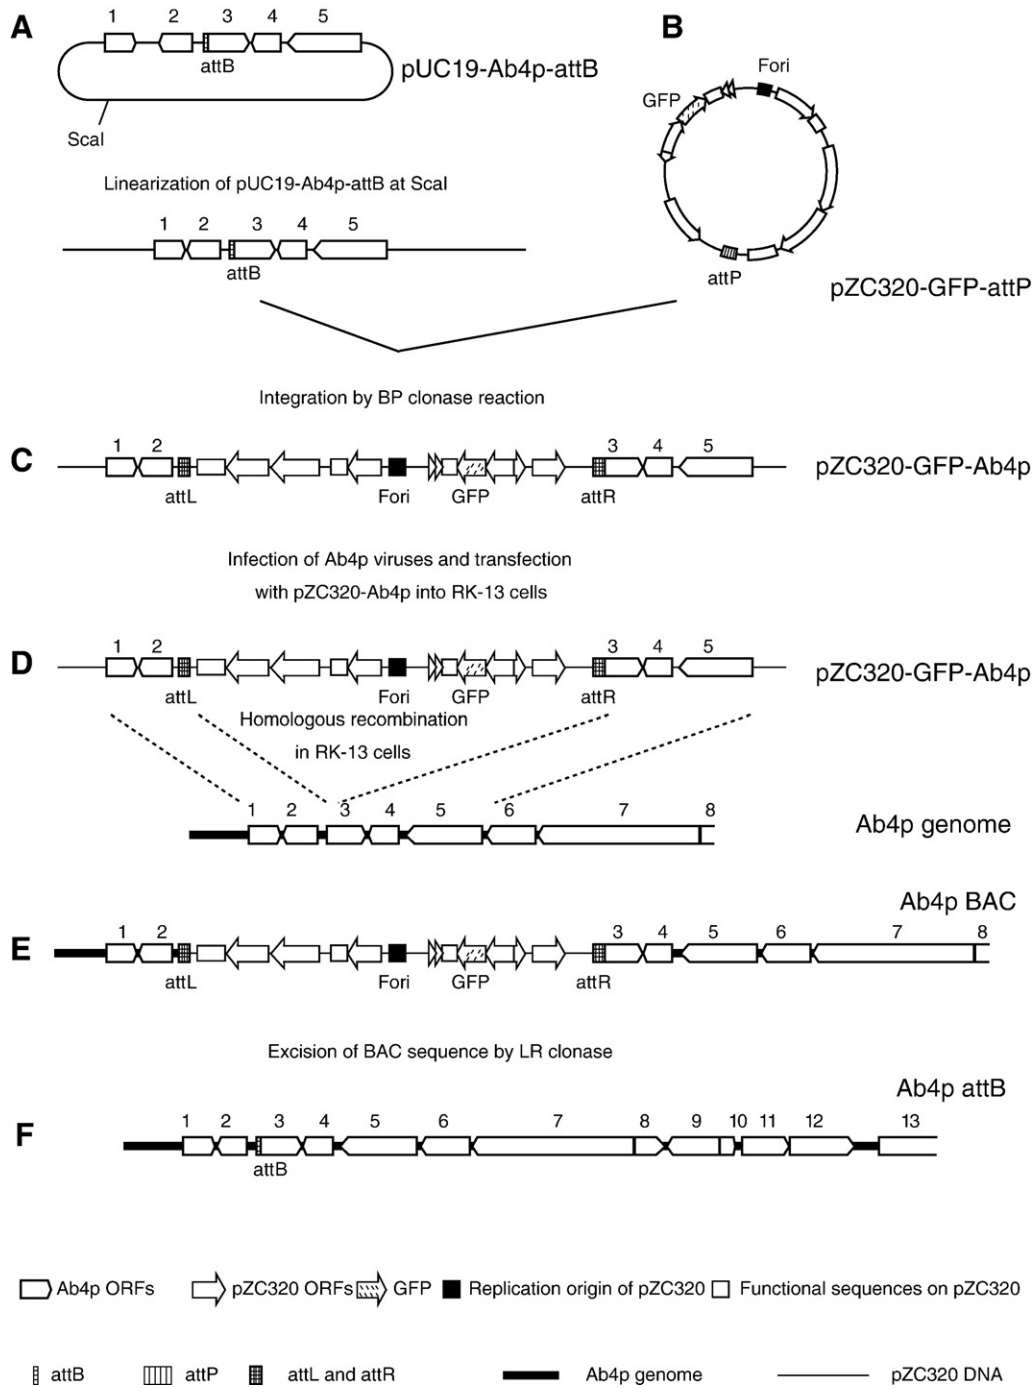 A
1 2 3 4 5
attB
pUC19-Ab4p-attB
ScaI
B
Fori
GFP
attP
pZC320-GFP-attP
Linearization of pUC19-Ab4p-attB at ScaI
1 2 3 4 5
attB
Integration by BP clonase reaction
C
1 2 3 4 5
attL Fori GFP attR
pZC320-GFP-Ab4p
Infection of Ab4p viruses and transfection
with pZC320-Ab4p into RK-13 cells
D
1 2 3 4 5
attL Fori GFP attR
pZC320-GFP-Ab4p
Homologous recombination
in RK-13 cells
1 2 3 4 5 6 7 8
Ab4p genome
Ab4p BAC
E
1 2 3 4 5 6 7 8
attL Fori GFP attR
Excision of BAC sequence by LR clonase
Ab4p attB
F
1 2 3 4 5 6 7 8 9 10 11 12 13
attB
Ab4p ORFs pZC320 ORFs GFP Replication origin of pZC320 Functional sequences on pZC320
attB attP attL and attR Ab4p genome pZC320 DNA